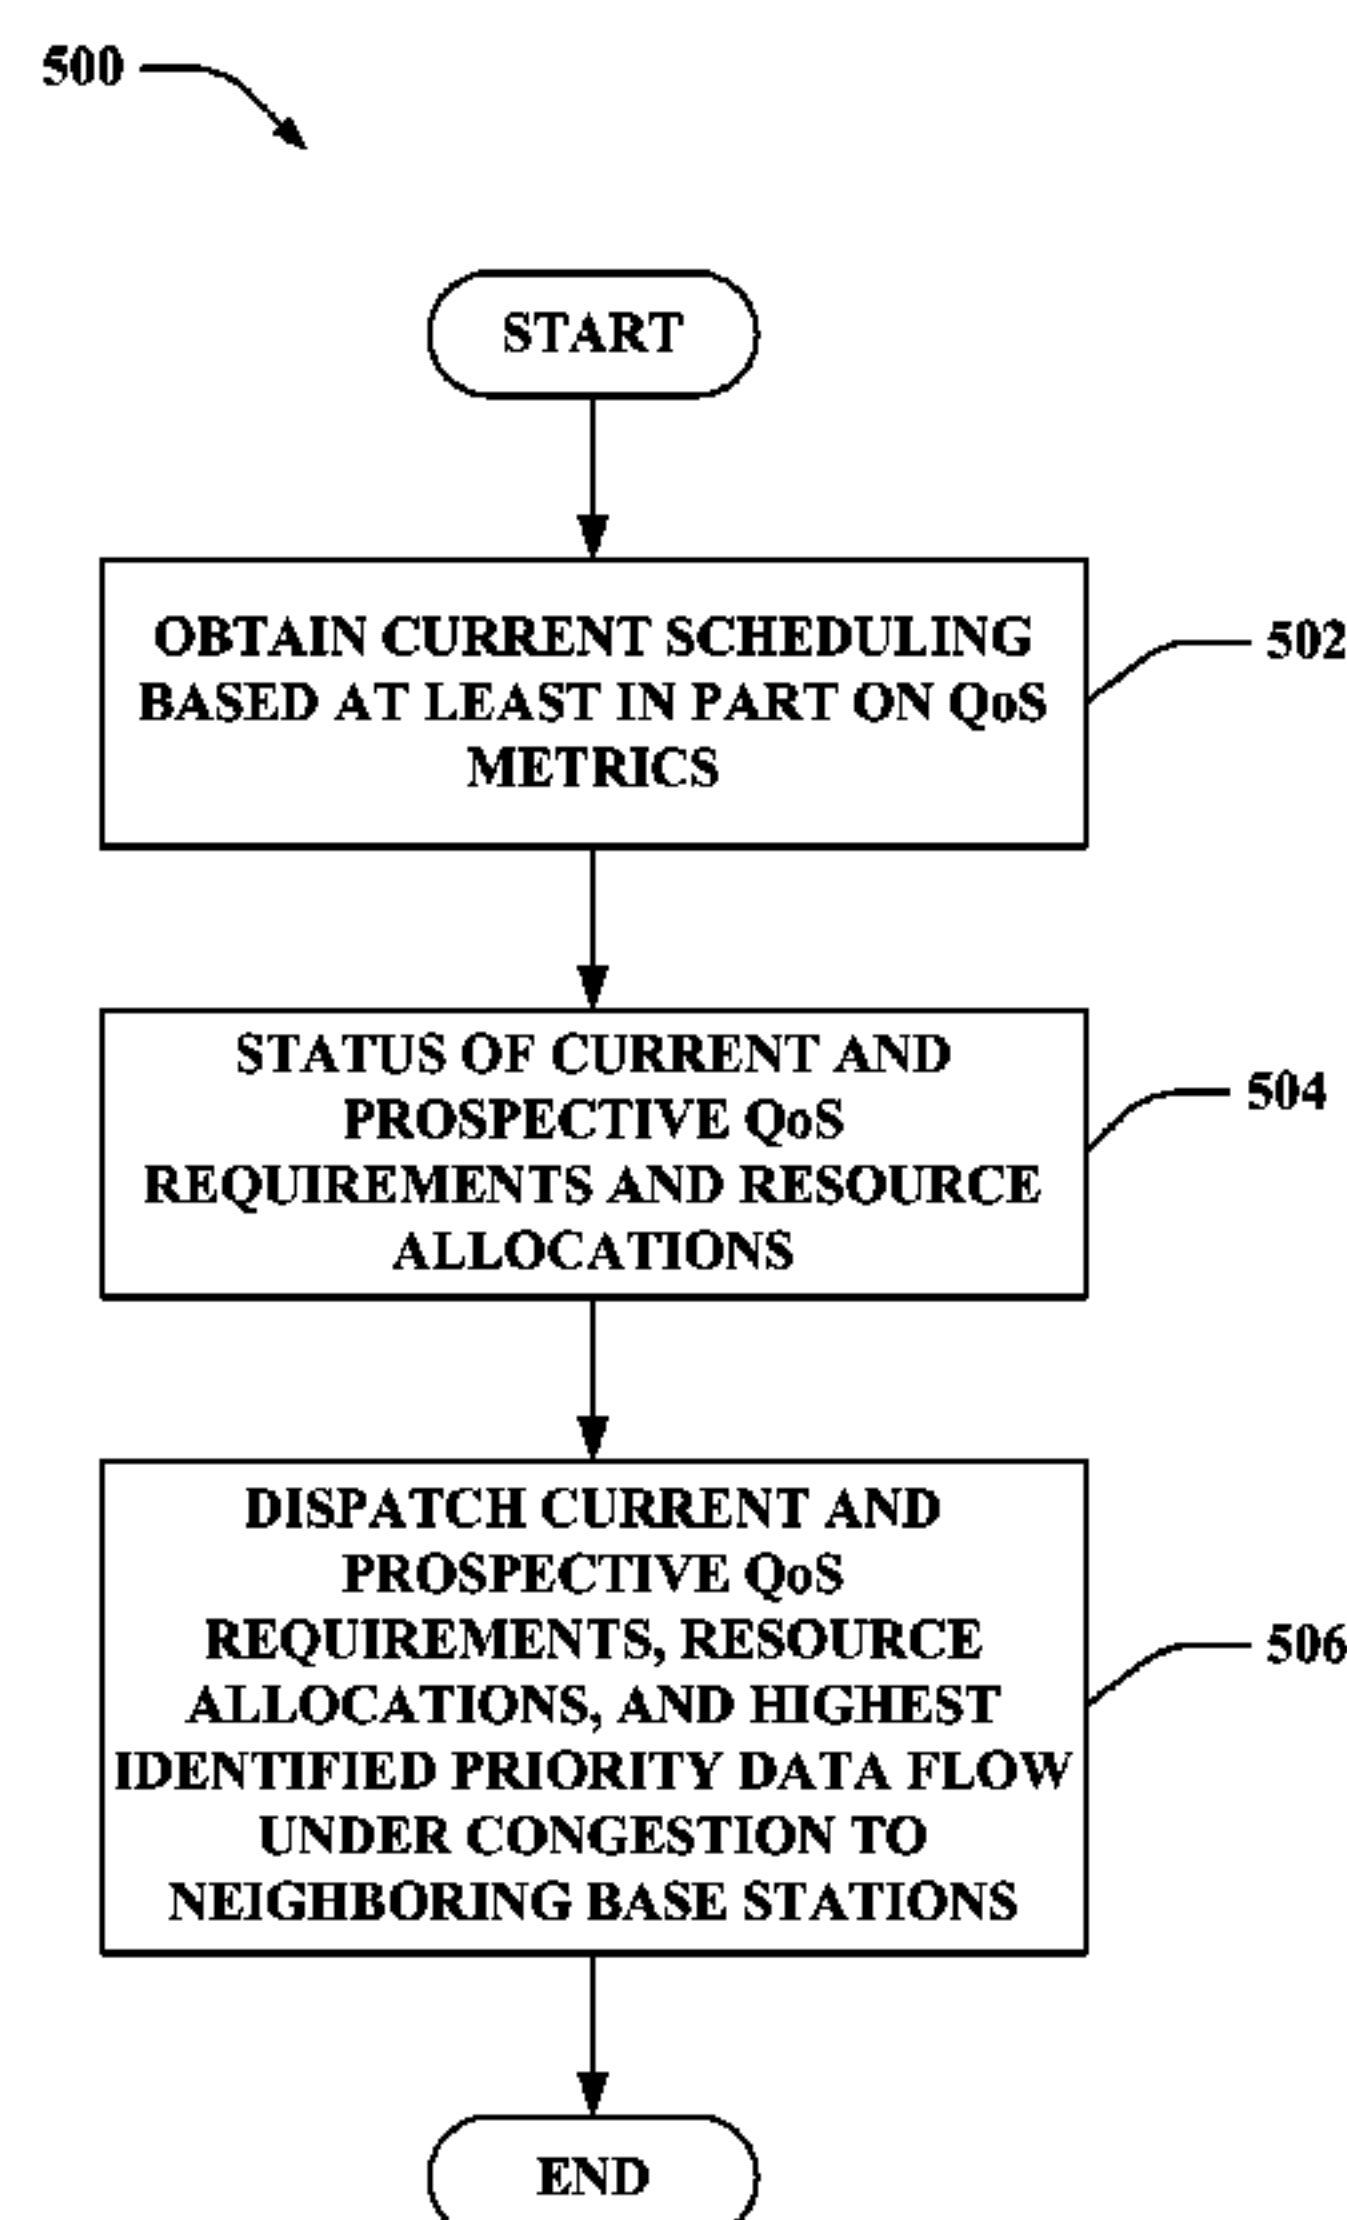 500
START
OBTAIN CURRENT SCHEDULING
BASED AT LEAST IN PART ON QoS
METRICS
502
STATUS OF CURRENT AND
PROSPECTIVE QoS
REQUIREMENTS AND RESOURCE
ALLOCATIONS
504
DISPATCH CURRENT AND
PROSPECTIVE QoS
REQUIREMENTS, RESOURCE
ALLOCATIONS, AND HIGHEST
IDENTIFIED PRIORITY DATA FLOW
UNDER CONGESTION TO
NEIGHBORING BASE STATIONS
506
END